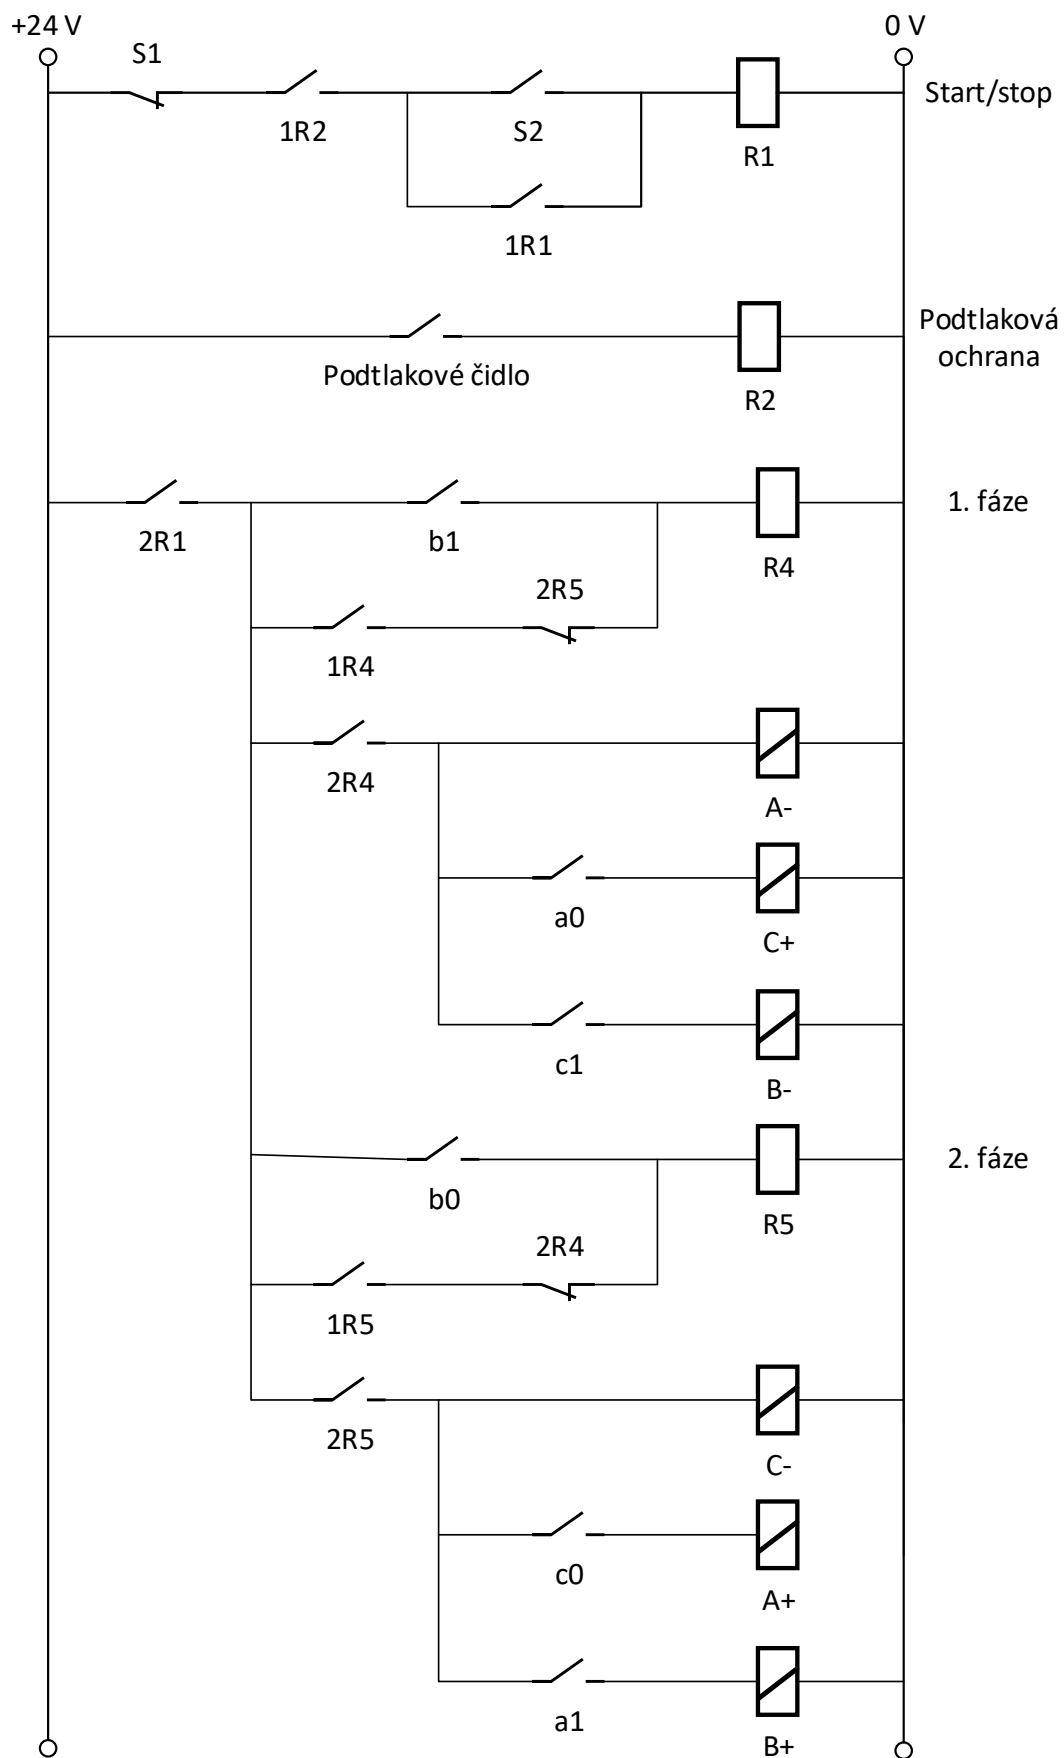 +24 V
0 V
S1
1R2
S2
R1
Start/stop
1R1
Podtlakové čidlo
R2
Podtlaková
ochrana
2R1
b1
R4
1. fáze
2R5
1R4
2R4
A-
a0
C+
c1
B-
b0
R5
2. fáze
2R4
1R5
2R5
C-
c0
A+
a1
B+